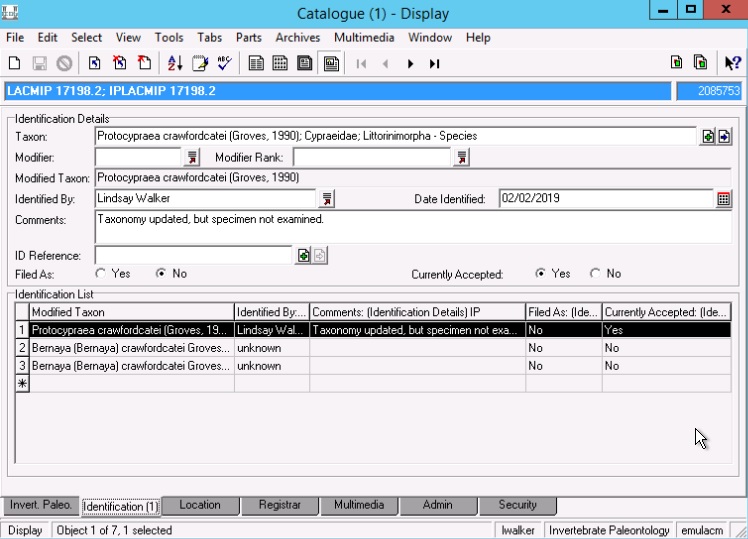 Catalogue (1) - Display
File Edit Select View Tools Tabs Parts Archives Multimedia Window Help
LACMIP 17198.2; IPLACMIP 17198.2 2085753
Identification Details
Taxon: Protocypraea crawfordcatei (Groves, 1990); Cypraeidae; Littorinimorpha - Species
Modifier: Modifier Rank:
Modified Taxon: Protocypraea crawfordcatei (Groves, 1990)
Identified By: Lindsay Walker Date Identified: 02/02/2019
Comments: Taxonomy updated, but specimen not examined.
ID Reference:
Filed As: Yes No Currently Accepted: Yes No
Identification List
Modified Taxon Identified By:... Comments: (Identification Details) IP Filed As: (Ide... Currently Accepted: (Ide...
1 Protocypraea crawfordcatei (Groves, 19... Lindsay Wal... Taxonomy updated, but specimen not exa... No Yes
2 Bernaya (Bernaya) crawfordcatei Groves... unknown No No
3 Bernaya (Bernaya) crawfordcatei Groves... unknown No No
Invert. Paleo. Identification (1) Location Registrar Multimedia Admin Security
Display Object 1 of 7, 1 selected lwalker Invertebrate Paleontology emulacm